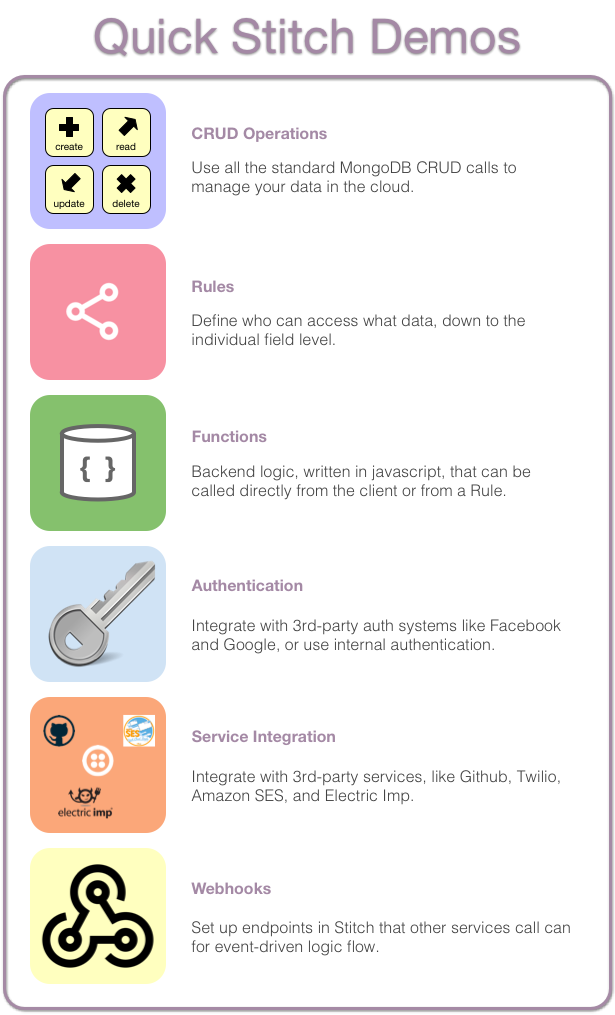 Quick Stitch Demos
create
read
update
delete
CRUD Operations
Use all the standard MongoDB CRUD calls to
manage your data in the cloud.
Rules
Define who can access what data, down to the
individual field level.
{ }
Functions
Backend logic, written in javascript, that can be
called directly from the client or from a Rule.
Authentication
Integrate with 3rd-party auth systems like Facebook
and Google, or use internal authentication.
SES
electric imp
Service Integration
Integrate with 3rd-party services, like Github, Twilio,
Amazon SES, and Electric Imp.
Webhooks
Set up endpoints in Stitch that other services call can
for event-driven logic flow.